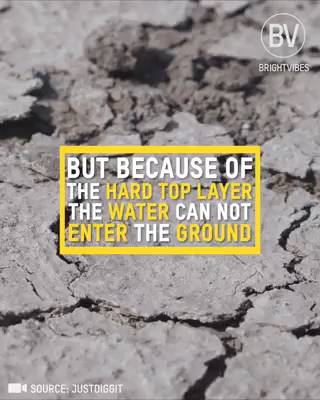 BV
BRIGHTVIBES
BUT BECAUSE OF
THE HARD TOP LAYER
THE WATER CAN NOT
ENTER THE GROUND
SOURCE: JUSTDIGGIT